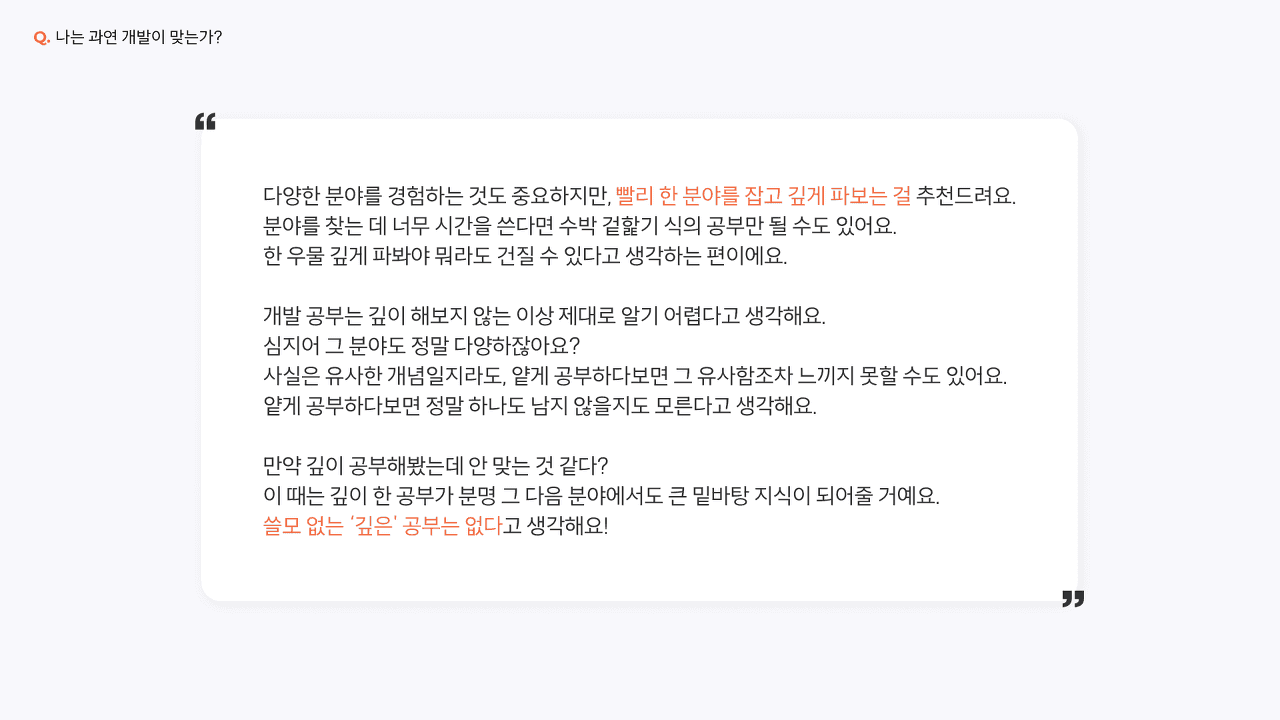 Q. 나는 과연 개발이 맞는가?
“
다양한 분야를 경험하는 것도 중요하지만, 빨리 한 분야를 잡고 깊게 파보는 걸 추천드려요.
분야를 찾는 데 너무 시간을 쓴다면 수박 겉핥기 식의 공부만 될 수도 있어요.
한 우물 깊게 파봐야 뭐라도 건질 수 있다고 생각하는 편이에요.
개발 공부는 깊이 해보지 않는 이상 제대로 알기 어렵다고 생각해요.
심지어 그 분야도 정말 다양하잖아요?
사실은 유사한 개념일지라도, 얕게 공부하다보면 그 유사함조차 느끼지 못할 수도 있어요.
얕게 공부하다보면 정말 하나도 남지 않을지도 모른다고 생각해요.
만약 깊이 공부해봤는데 안 맞는 것 같다?
이 때는 깊이 한 공부가 분명 그 다음 분야에서도 큰 밑바탕 지식이 되어줄 거예요.
쓸모 없는 ‘깊은’ 공부는 없다고 생각해요!
”